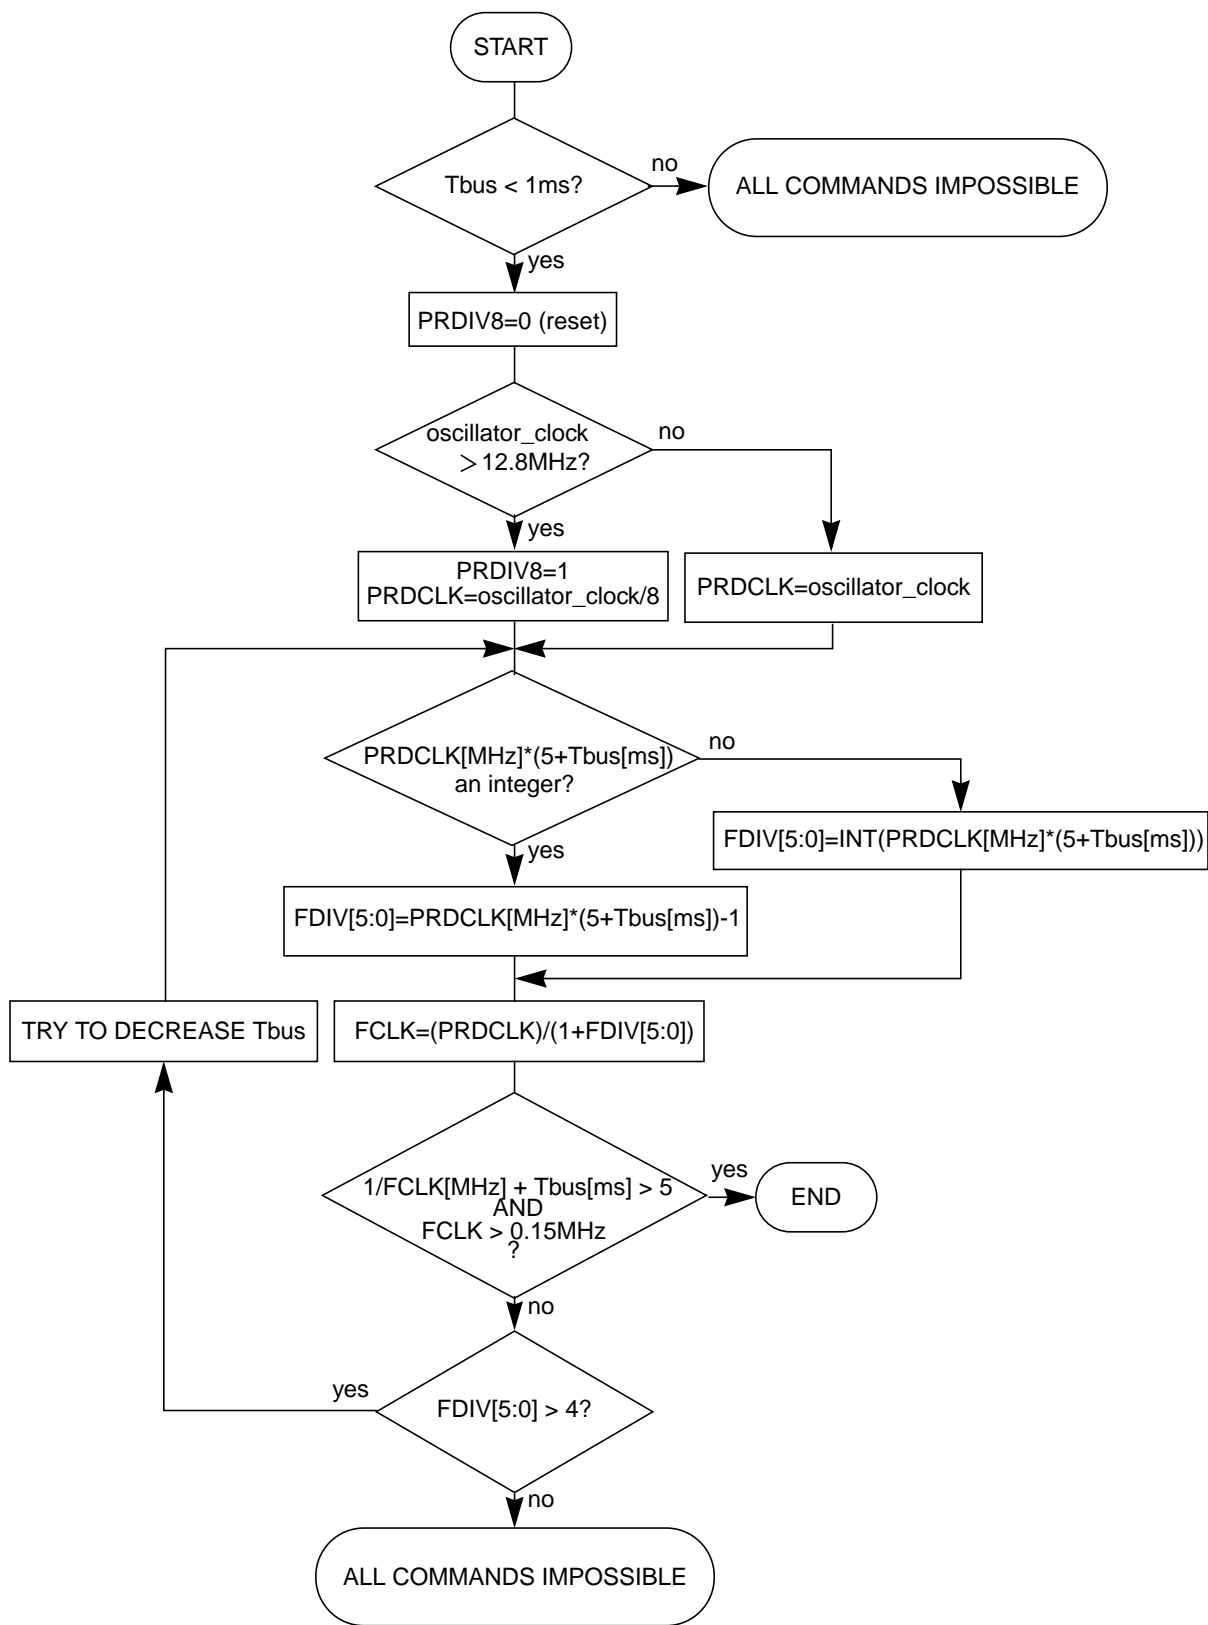 START
Tbus < 1ms?
no
ALL COMMANDS IMPOSSIBLE
yes
PRDIV8=0 (reset)
oscillator_clock
>12.8MHz?
no
yes
PRDIV8=1
PRDCLK=oscillator_clock/8
PRDCLK=oscillator_clock
PRDCLK[MHz]*(5+Tbus[ms])
an integer?
no
yes
FDIV[5:0]=INT(PRDCLK[MHz]*(5+Tbus[ms]))
FDIV[5:0]=PRDCLK[MHz]*(5+Tbus[ms])-1
TRY TO DECREASE Tbus
FCLK=(PRDCLK)/(1+FDIV[5:0])
1/FCLK[MHz] + Tbus[ms] > 5
AND
FCLK > 0.15MHz
?
yes
END
no
FDIV[5:0] > 4?
yes
no
ALL COMMANDS IMPOSSIBLE